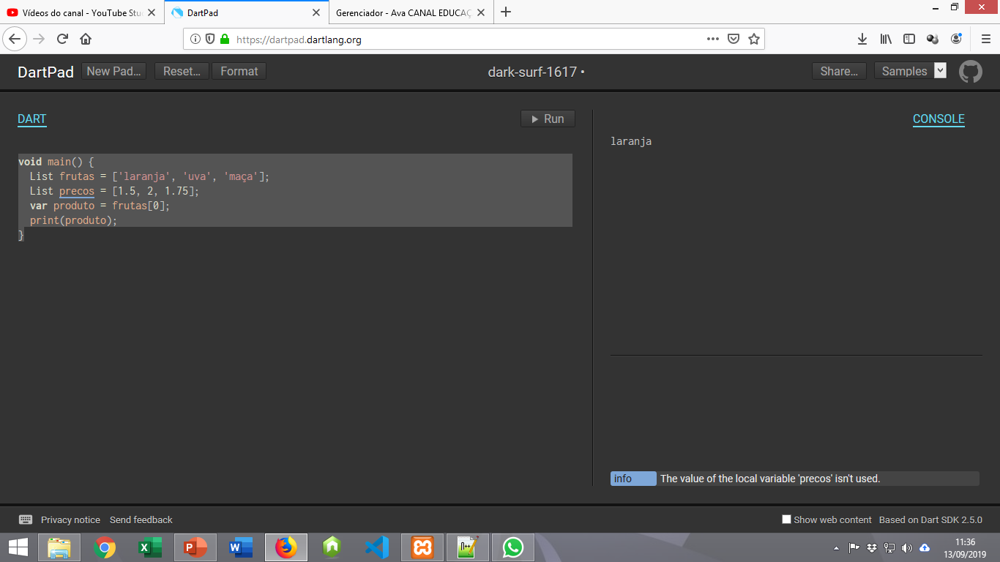 Vídeos do canal - YouTube Stu
DartPad
Gerenciador - Ava CANAL EDUCAÇ
https://dartpad.dartlang.org
DartPad
New Pad...
Reset...
Format
dark-surf-1617 •
Share...
Samples
DART
Run
CONSOLE
void main() {
  List frutas = ['laranja', 'uva', 'maça'];
  List precos = [1.5, 2, 1.75];
  var produto = frutas[0];
  print(produto);
}
laranja
info The value of the local variable 'precos' isn't used.
Privacy notice Send feedback
Show web content Based on Dart SDK 2.5.0
11:36
13/09/2019